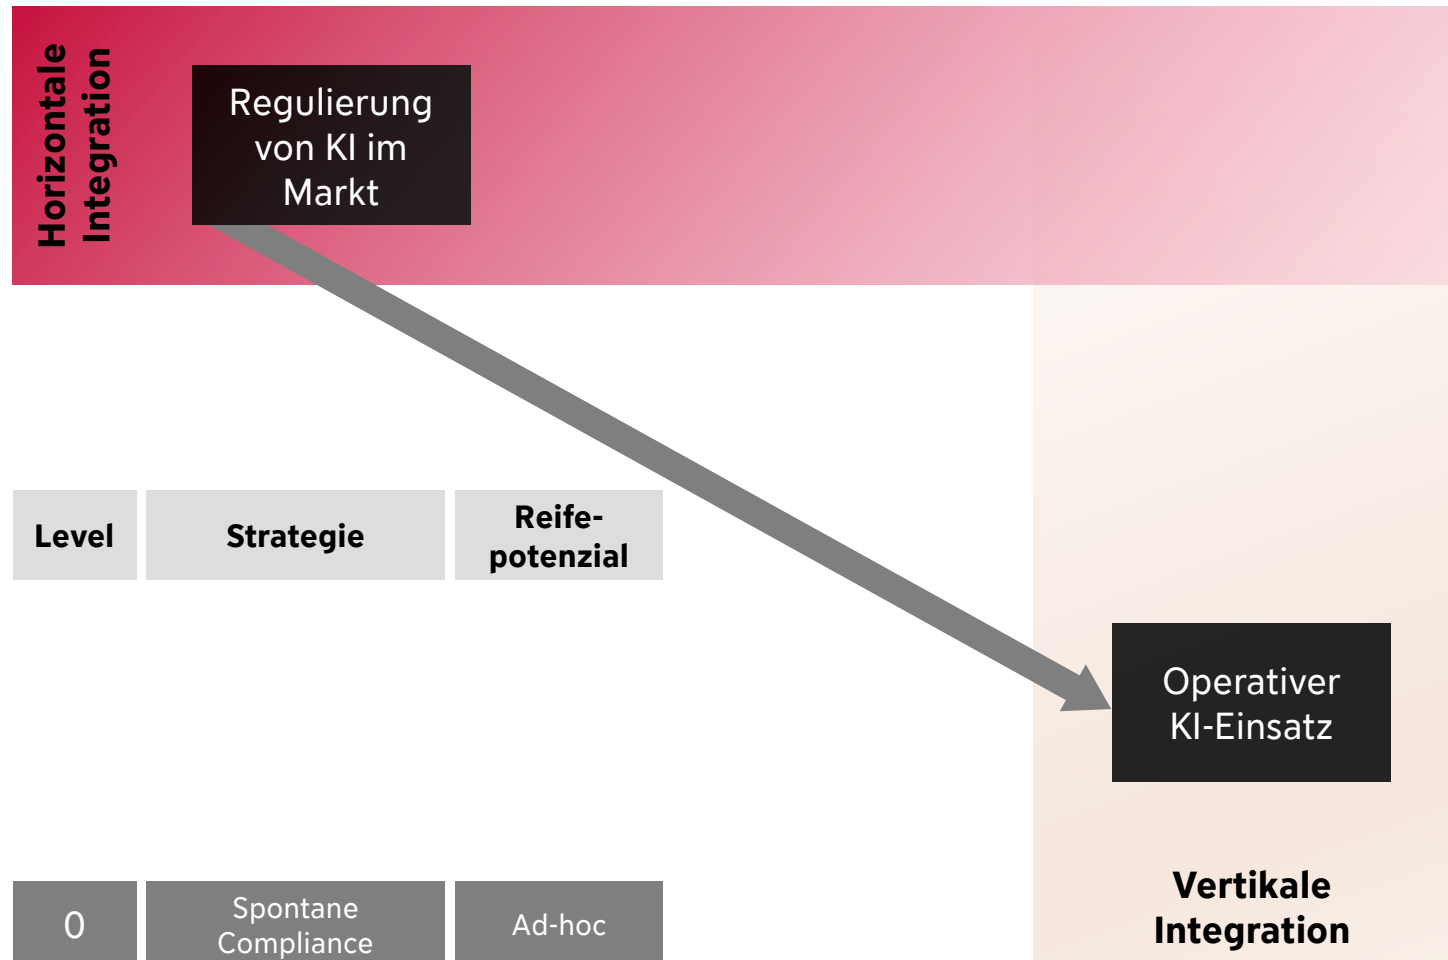 Horizontale
Integration
Regulierung
von KI im
Markt
Level
Strategie
Reife-
potenzial
Operativer
KI-Einsatz
0
Spontane
Compliance
Ad-hoc
Vertikale
Integration